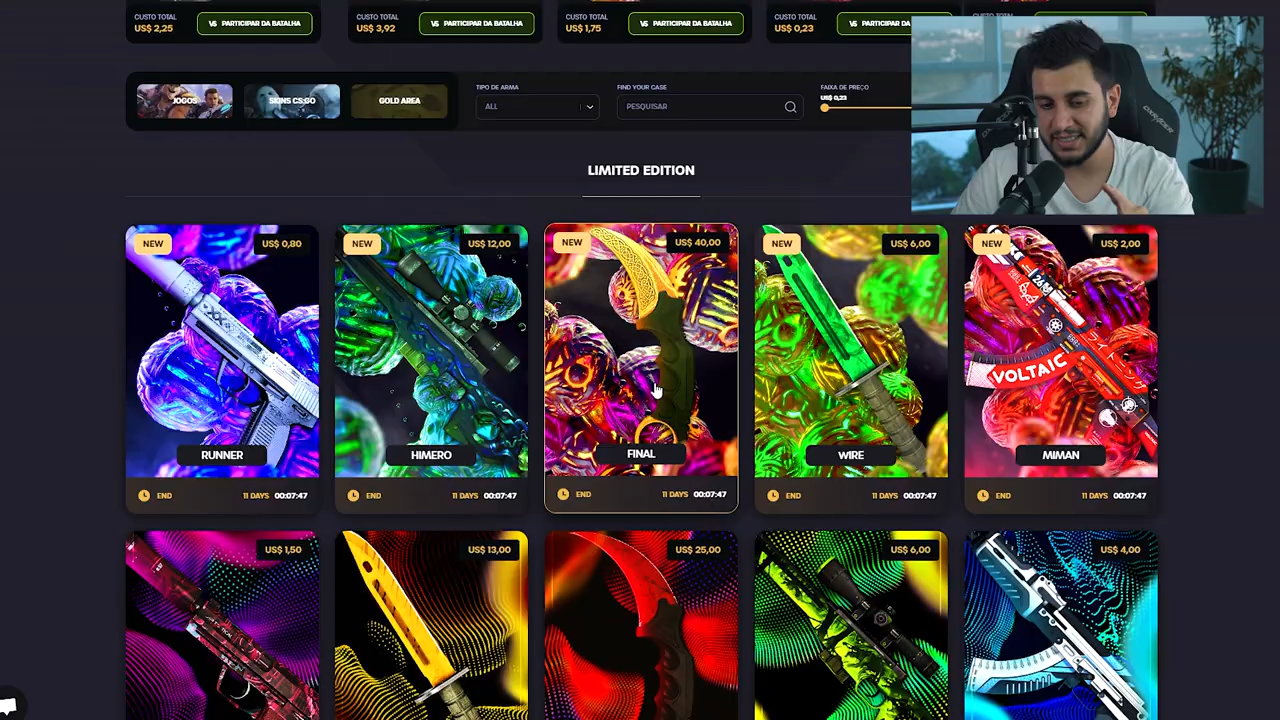 CUSTO TOTAL
US$ 2,25
VS PARTICIPAR DA BATALHA
CUSTO TOTAL
US$ 3,92
VS PARTICIPAR DA BATALHA
CUSTO TOTAL
US$ 1,75
VS PARTICIPAR DA BATALHA
CUSTO TOTAL
US$ 0,23
VS PARTICIPAR DA
JOGOS
SKINS CS:GO
GOLD AREA
TIPO DE ARMA
ALL
FIND YOUR CASE
PESQUISAR
FAIXA DE PREÇO
US$ 0,23
LIMITED EDITION
NEW
US$ 0,80
RUNNER
END
11 DAYS 00:07:47
NEW
US$ 12,00
HIMERO
END
11 DAYS 00:07:47
NEW
US$ 40,00
FINAL
END
11 DAYS 00:07:47
NEW
US$ 6,00
WIRE
END
11 DAYS 00:07:47
NEW
US$ 2,00
VOLTAIC
MIMAN
END
11 DAYS 00:07:47
US$ 1,50
US$ 13,00
US$ 25,00
US$ 6,00
US$ 4,00